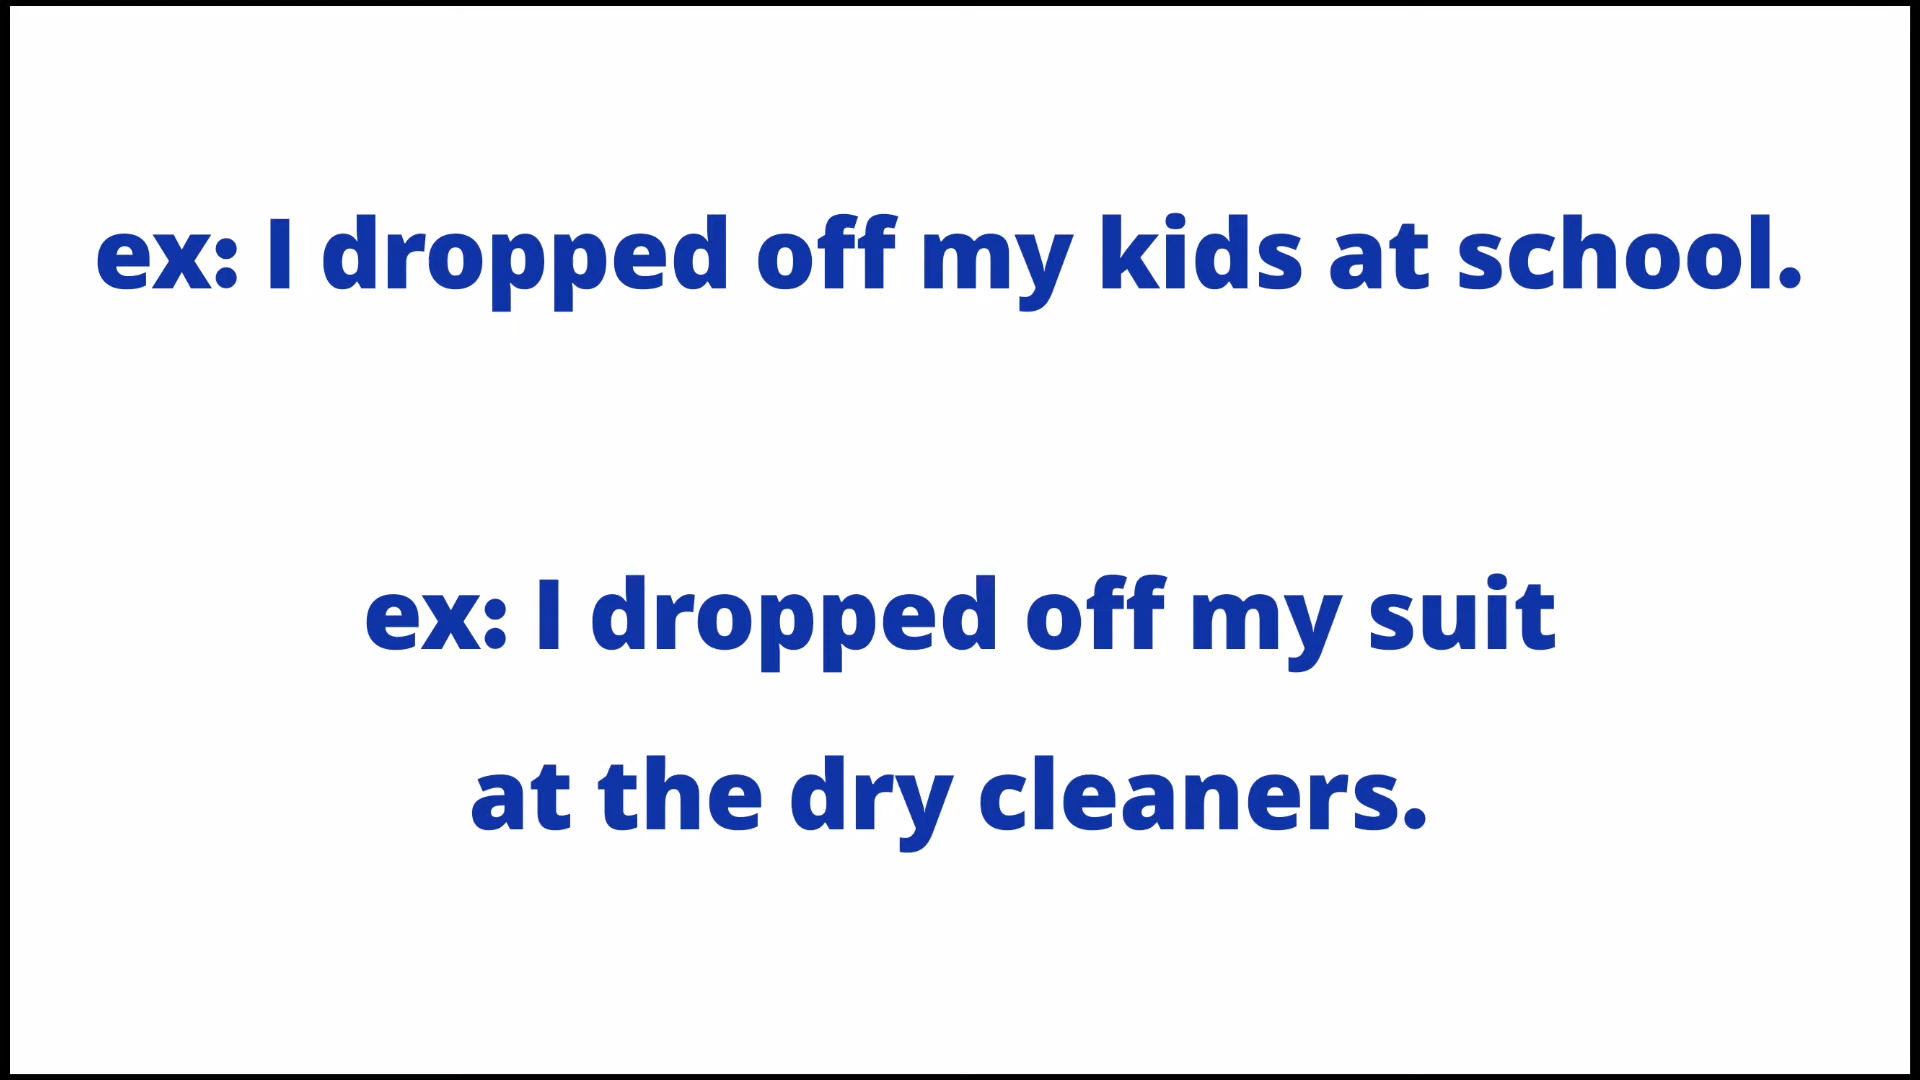 ex: I dropped off my kids at school.
ex: I dropped off my suit
at the dry cleaners.